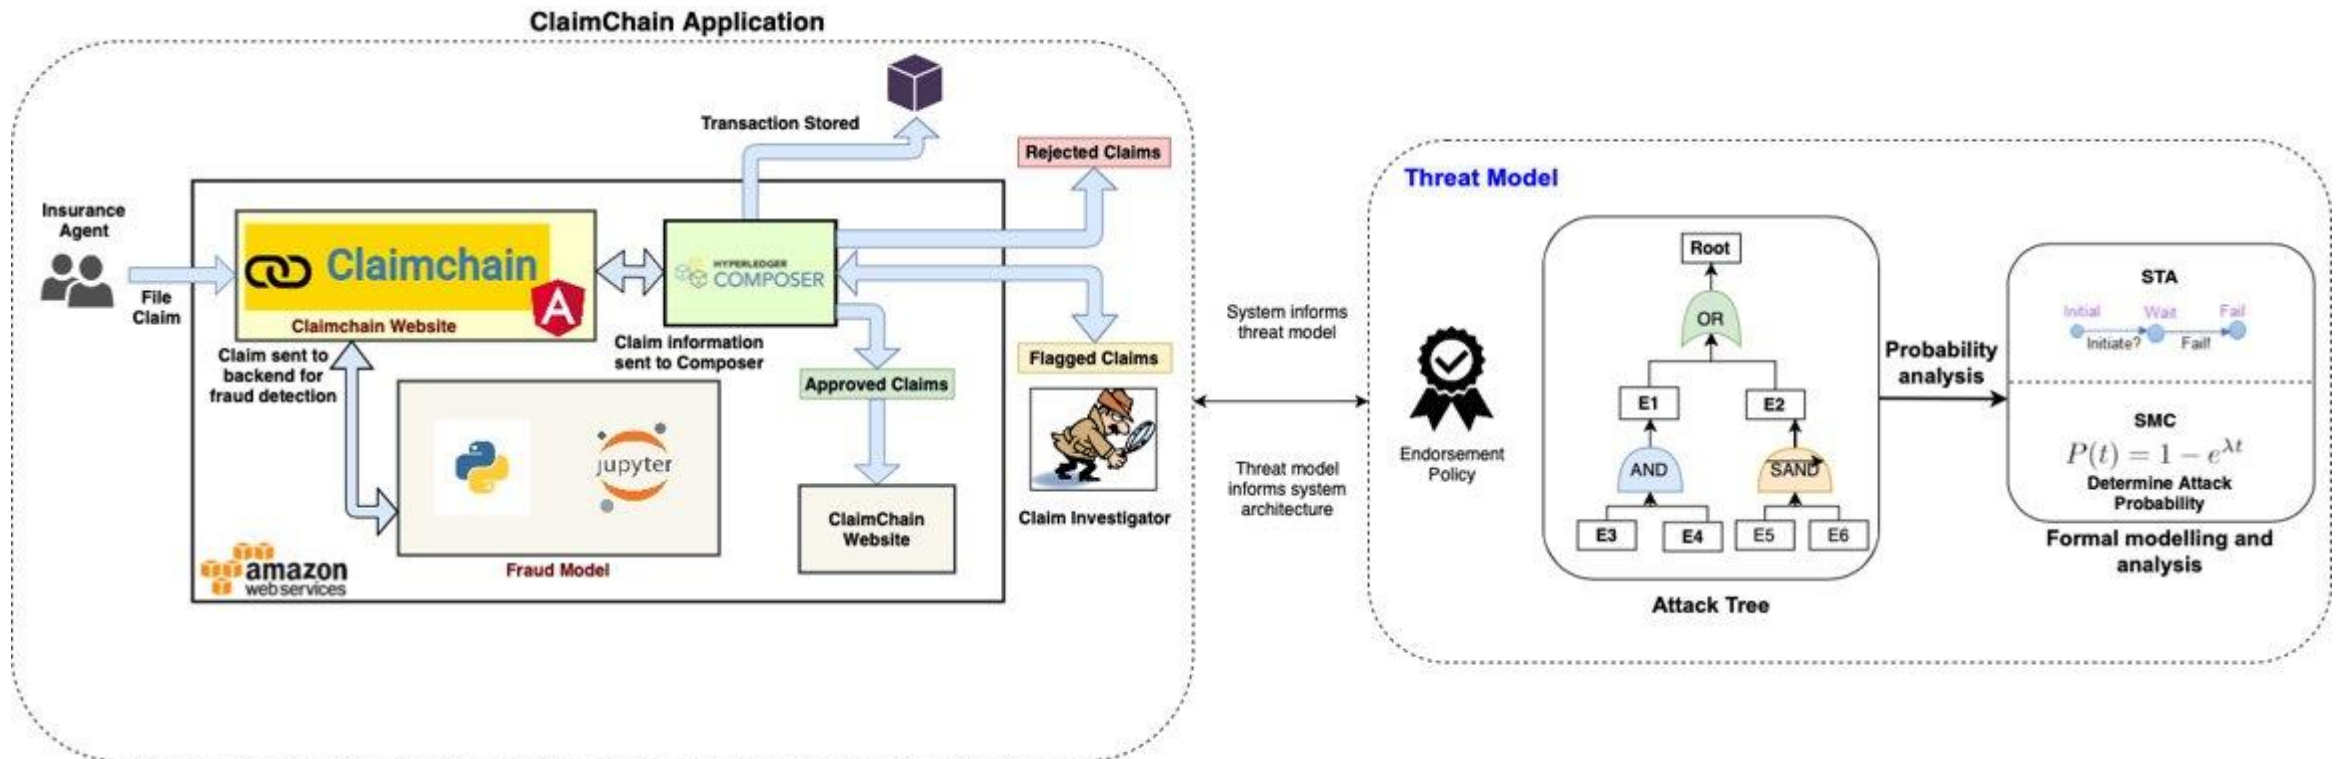 ClaimChain Application
Transaction Stored
Rejected Claims
Insurance
Agent
File
Claim
Claimchain
A
Claimchain Website
HYPERLEDGER
COMPOSER
Claim information
sent to Composer
Claim sent to
backend for
fraud detection
Flagged Claims
Approved Claims
jupyter
Claim Investigator
ClaimChain
Website
Fraud Model
amazon
webservices
System informs
threat model
Threat model
informs system
architecture
Threat Model
Endorsement
Policy
Root
OR
E1
E2
AND
SAND
E3
E4
E5
E6
Attack Tree
Probability
analysis
STA
Initial
Wait
Fail
Initiate?
Fail!
SMC
P(t) = 1 − e^{λt}
Determine Attack
Probability
Formal modelling and
analysis